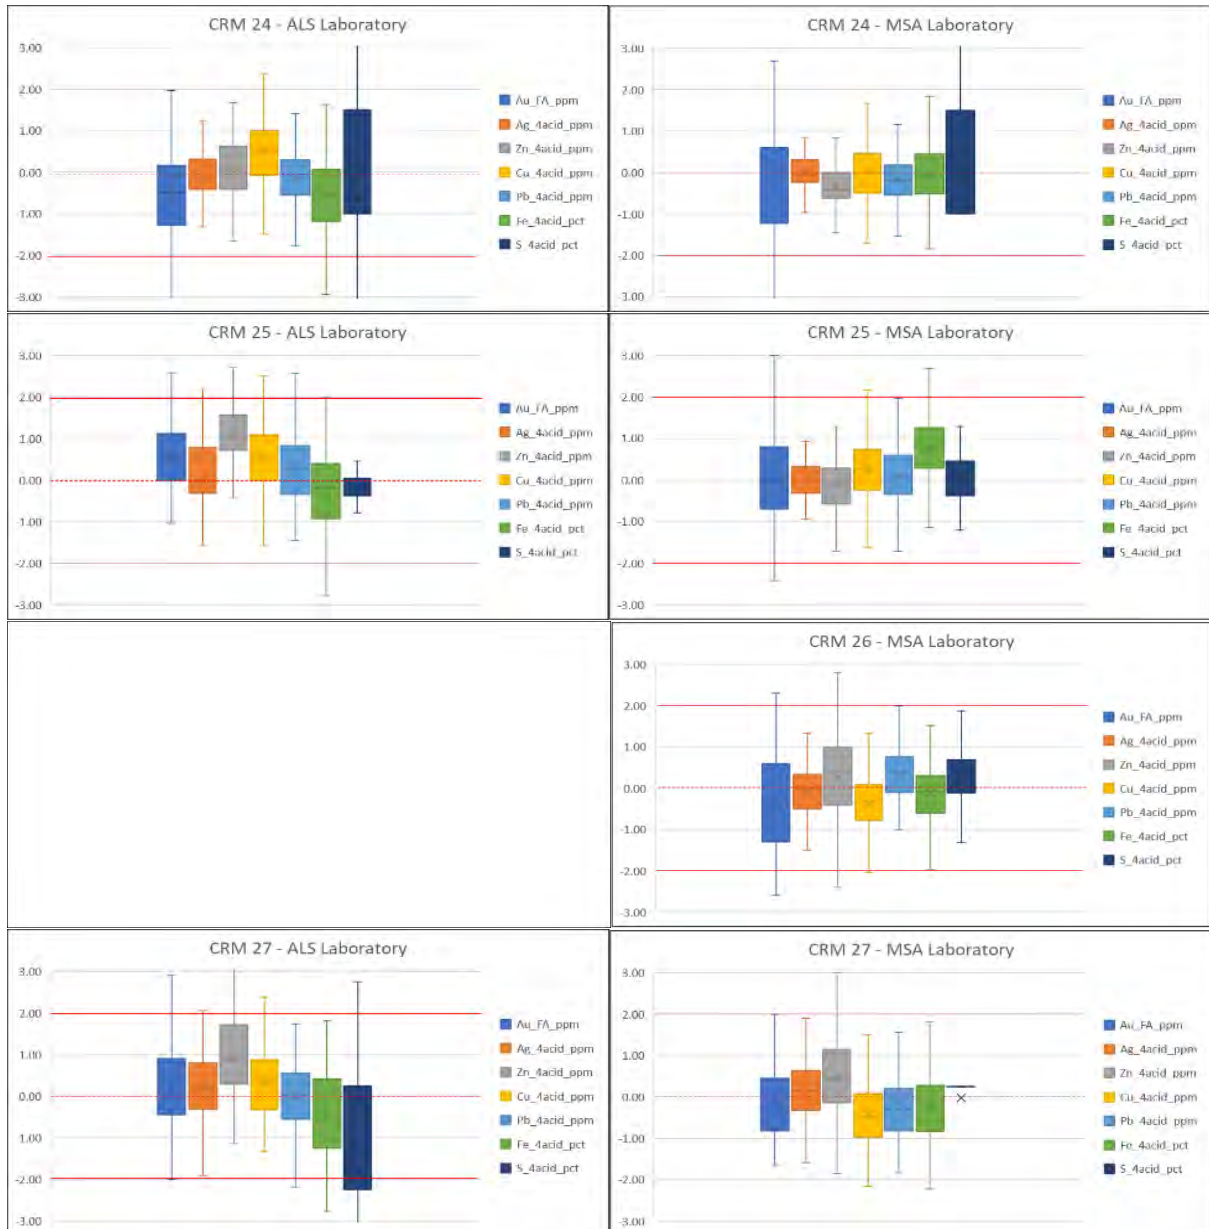 CRM 24 - ALS Laboratory
3.00
2.00
1.00
0.00
1.00
-2.00
-3.00
Au_FA_ppm
Ag_4acid_ppm
Zn_4acid_ppm
Cu_4acid_ppm
Pb_4acid_ppm
Fe_4acid_pct
S_4acid_pct
CRM 24 - MSA Laboratory
3.00
2.00
1.00
0.00
-1.00
-2.00
-3.00
Au_FA_ppm
Ag_4acid_ppm
Zn_4acid_ppm
Cu_4acid_ppm
Pb_4acid_ppm
Fe_4acid_pct
S_4acid_pct
CRM 25 - ALS Laboratory
3.00
2.00
1.00
0.00
-1.00
-2.00
-3.00
Au_FA_ppm
Ag_4acid_ppm
Zn_4acid_ppm
Cu_4acid_ppm
Pb_4acid_ppm
Fe_4acid_pct
S_4acid_pct
CRM 25 - MSA Laboratory
3.00
2.00
1.00
0.00
-1.00
-2.00
-3.00
Au_FA_ppm
Ag_4acid_ppm
Zn_4acid_ppm
Cu_4acid_ppm
Pb_4acid_ppm
Fe_4acid_pct
S_4acid_pct
CRM 26 - MSA Laboratory
3.00
2.00
1.00
0.00
-1.00
-2.00
-3.00
Au_FA_ppm
Ag_4acid_ppm
Zn_4acid_ppm
Cu_4acid_ppm
Pb_4acid_ppm
Fe_4acid_pct
S_4acid_pct
CRM 27 - ALS Laboratory
3.00
2.00
1.00
0.00
1.00
-2.00
-3.00
Au_FA_ppm
Ag_4acid_ppm
Zn_4acid_ppm
Cu_4acid_ppm
Pb_4acid_ppm
Fe_4acid_pct
S_4acid_pct
CRM 27 - MSA Laboratory
3.00
2.00
1.00
0.00
-1.00
-2.00
-3.00
Au_FA_ppm
Ag_4acid_ppm
Zn_4acid_ppm
Cu_4acid_ppm
Pb_4acid_ppm
Fe_4acid_pct
S_4acid_pct